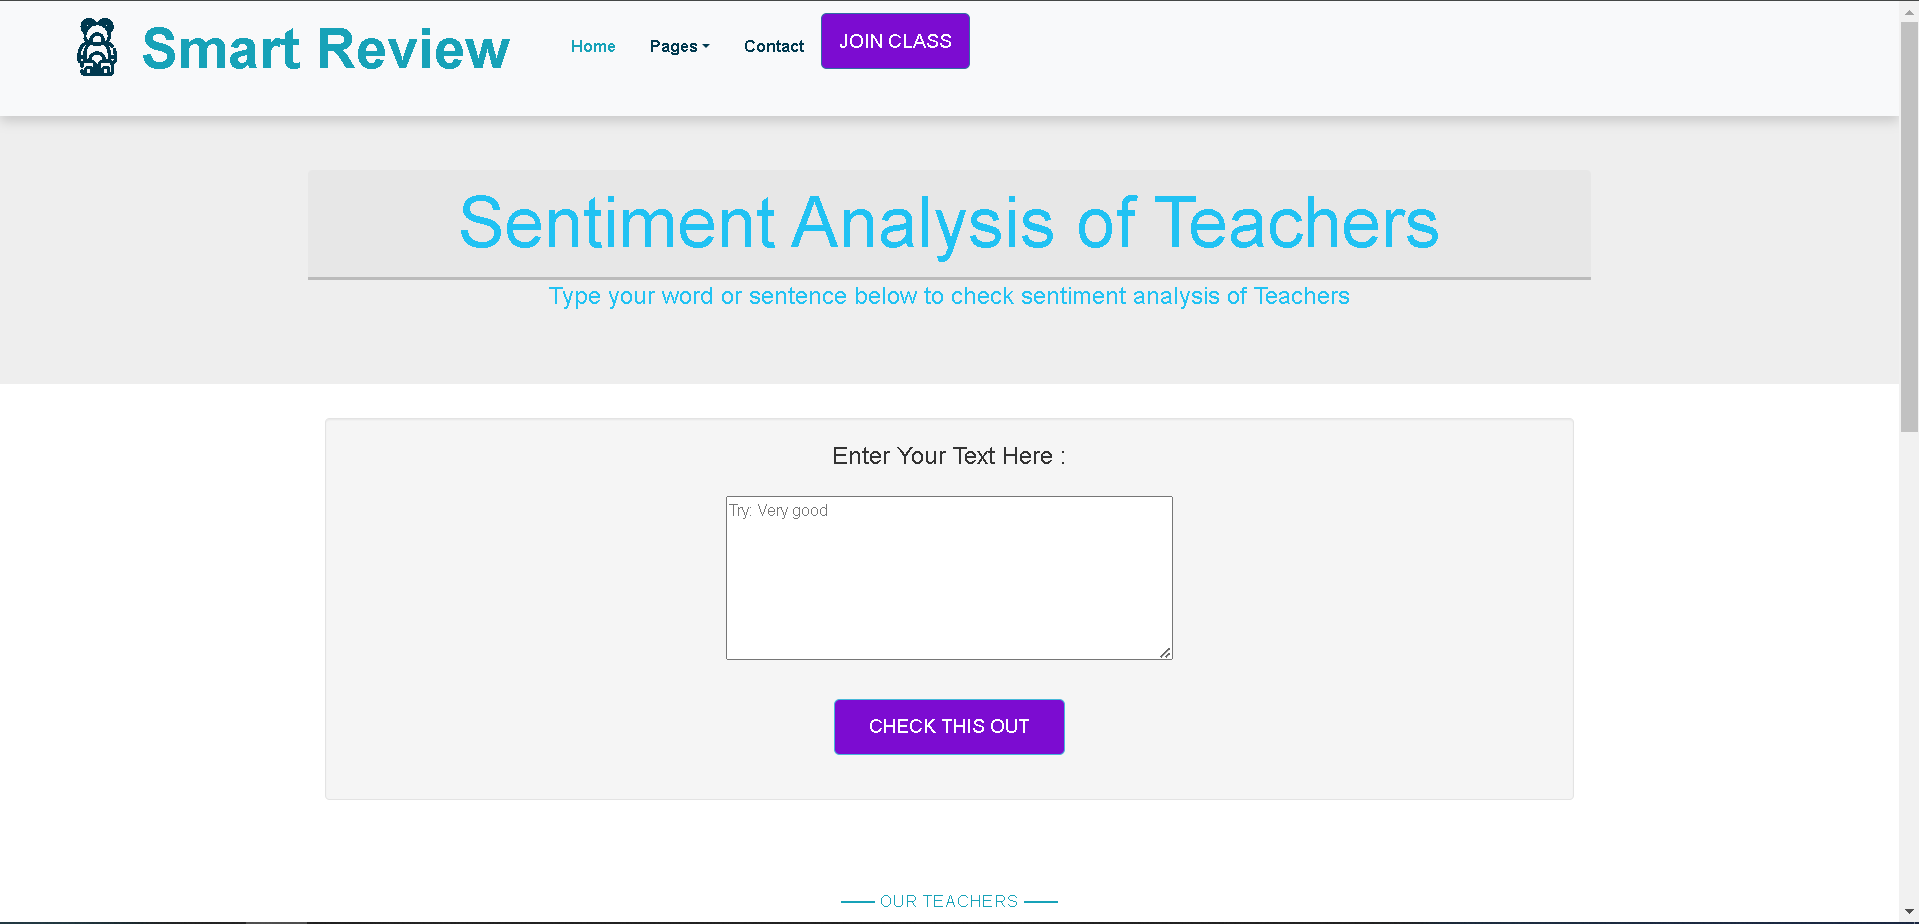 Smart Review
Home Pages Contact JOIN CLASS
Sentiment Analysis of Teachers
Type your word or sentence below to check sentiment analysis of Teachers
Enter Your Text Here :
Try: Very good
CHECK THIS OUT
OUR TEACHERS